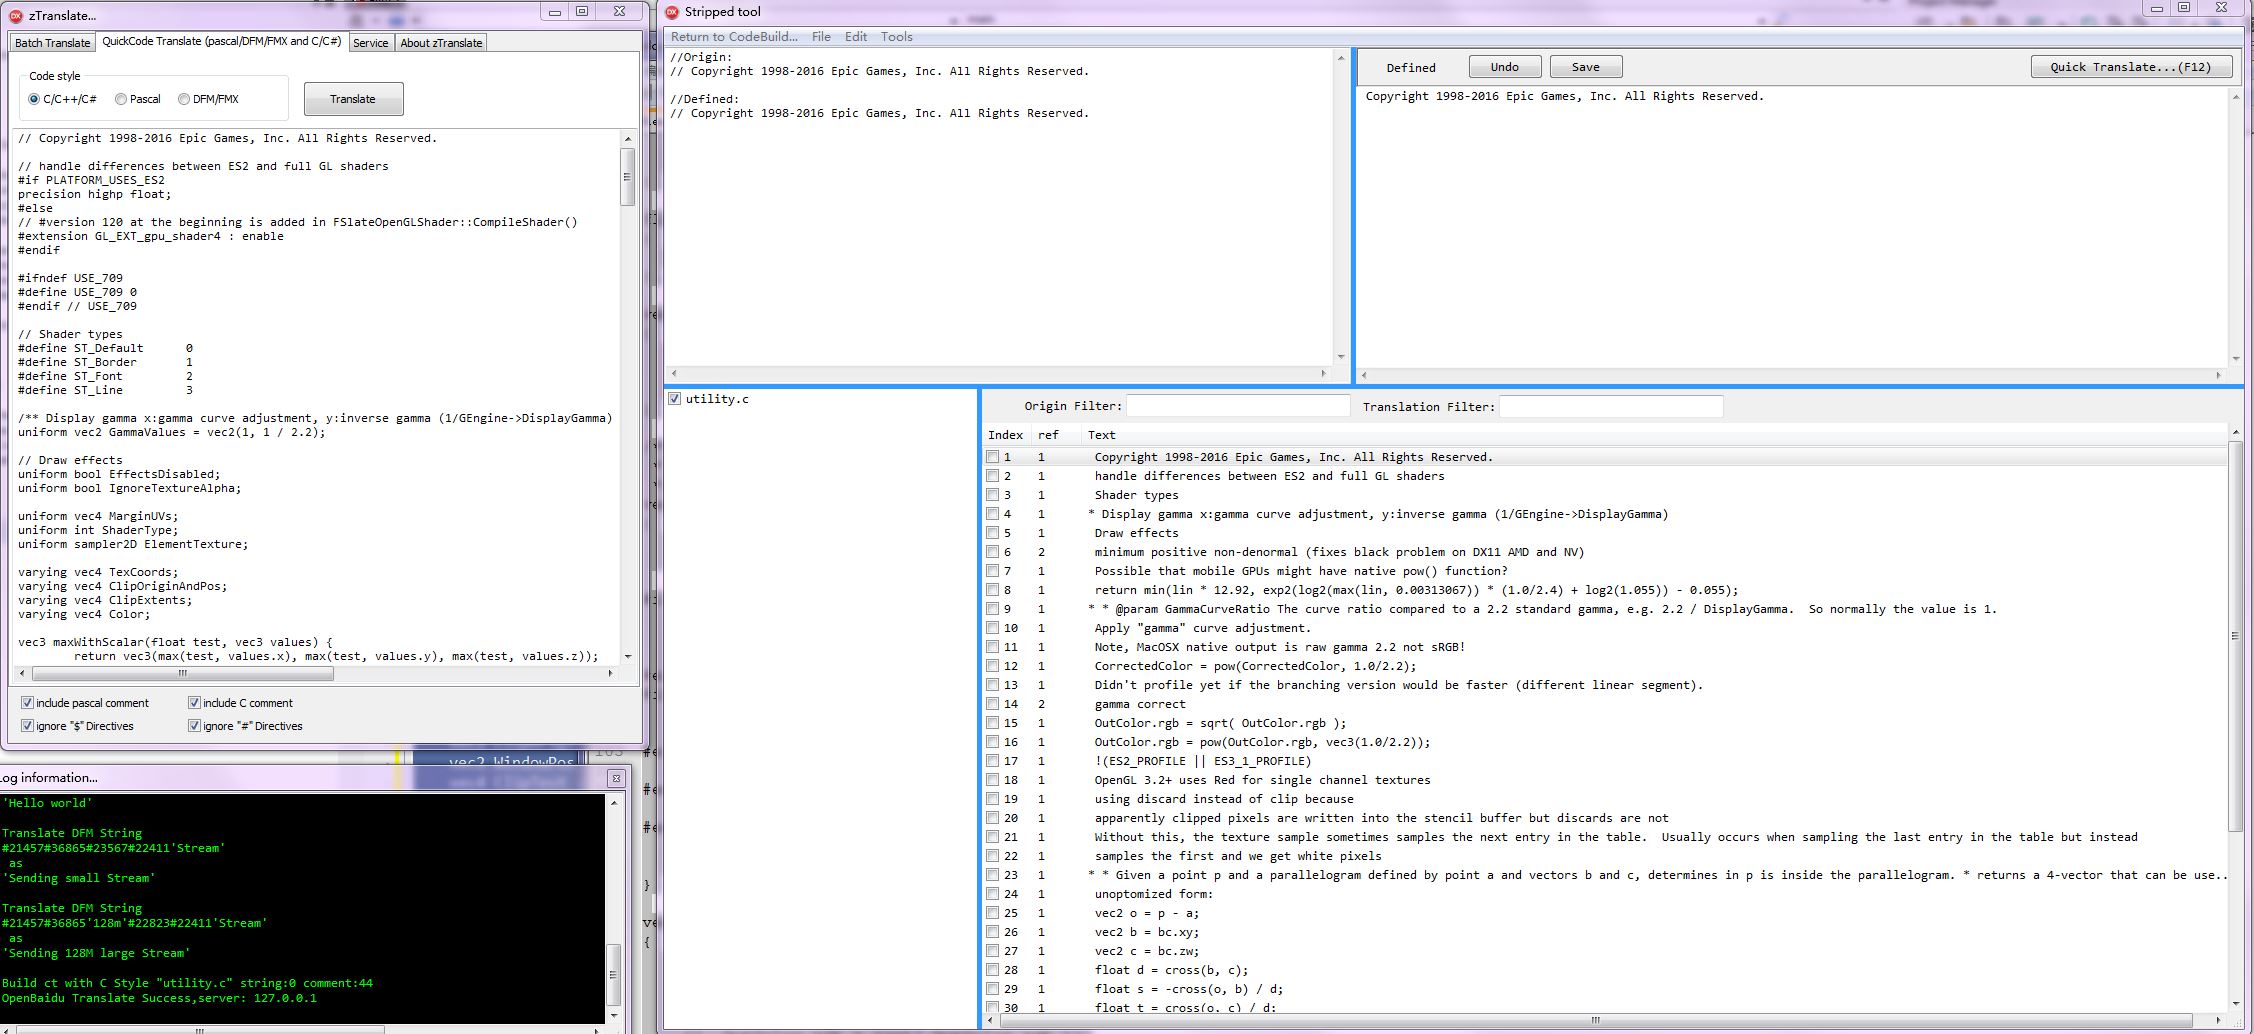 zTranslate...
Batch Translate
QuickCode Translate (pascal/DFM/FMX and C/C#)
Service
About zTranslate
Code style
C/C++/C#
Pascal
DFM/FMX
Translate
// Copyright 1998-2016 Epic Games, Inc. All Rights Reserved.
// handle differences between ES2 and full GL shaders
#if PLATFORM_USES_ES2
precision highp float;
#else
// #version 120 at the beginning is added in FSlateOpenGLShader::CompileShader()
#extension GL_EXT_gpu_shader4 : enable
#endif
#ifndef USE_709
#define USE_709 0
#endif // USE_709
// Shader types
#define ST_Default 0
#define ST_Border 1
#define ST_Font 2
#define ST_Line 3
/** Display gamma x:gamma curve adjustment, y:inverse gamma (1/GEngine->DisplayGamma)
uniform vec2 GammaValues = vec2(1, 1 / 2.2);
// Draw effects
uniform bool EffectsDisabled;
uniform bool IgnoreTextureAlpha;
uniform vec4 MarginUVs;
uniform int ShaderType;
uniform sampler2D ElementTexture;
varying vec4 TexCoords;
varying vec4 ClipOriginAndPos;
varying vec4 ClipExtents;
varying vec4 Color;
vec3 maxWithScalar(float test, vec3 values) {
return vec3(max(test, values.x), max(test, values.y), max(test, values.z));
include pascal comment
include C comment
ignore "$" Directives
ignore "#" Directives
vec2 WindowPos
Log information...
'Hello world'
Translate DFM String
#21457#36865#23567#22411'Stream'
as
'Sending small Stream'
Translate DFM String
#21457#36865'128m'#22823#22411'Stream'
as
'Sending 128M large Stream'
Build ct with C Style "utility.c" string:0 comment:44
OpenBaidu Translate Success,server: 127.0.0.1
Stripped tool
Return to CodeBuild...
File
Edit
Tools
//Origin:
// Copyright 1998-2016 Epic Games, Inc. All Rights Reserved.
//Defined:
// Copyright 1998-2016 Epic Games, Inc. All Rights Reserved.
Defined
Undo
Save
Quick Translate...(F12)
Copyright 1998-2016 Epic Games, Inc. All Rights Reserved.
utility.c
Origin Filter:
Translation Filter:
Index ref Text
1 1 Copyright 1998-2016 Epic Games, Inc. All Rights Reserved.
2 1 handle differences between ES2 and full GL shaders
3 1 Shader types
4 1 * Display gamma x:gamma curve adjustment, y:inverse gamma (1/GEngine->DisplayGamma)
5 1 Draw effects
6 2 minimum positive non-denormal (fixes black problem on DX11 AMD and NV)
7 1 Possible that mobile GPUs might have native pow() function?
8 1 return min(lin * 12.92, exp2(log2(max(lin, 0.00313067)) * (1.0/2.4) + log2(1.055)) - 0.055);
9 1 * * @param GammaCurveRatio The curve ratio compared to a 2.2 standard gamma, e.g. 2.2 / DisplayGamma.  So normally the value is 1.
10 1 Apply "gamma" curve adjustment.
11 1 Note, MacOSX native output is raw gamma 2.2 not sRGB!
12 1 CorrectedColor = pow(CorrectedColor, 1.0/2.2);
13 1 Didn't profile yet if the branching version would be faster (different linear segment).
14 2 gamma correct
15 1 OutColor.rgb = sqrt( OutColor.rgb );
16 1 OutColor.rgb = pow(OutColor.rgb, vec3(1.0/2.2));
17 1 !(ES2_PROFILE || ES3_1_PROFILE)
18 1 OpenGL 3.2+ uses Red for single channel textures
19 1 using discard instead of clip because
20 1 apparently clipped pixels are written into the stencil buffer but discards are not
21 1 Without this, the texture sample sometimes samples the next entry in the table.  Usually occurs when sampling the last entry in the table but instead
22 1 samples the first and we get white pixels
23 1 * * Given a point p and a parallelogram defined by point a and vectors b and c, determines in p is inside the parallelogram. * returns a 4-vector that can be use..
24 1 unoptomized form:
25 1 vec2 o = p - a;
26 1 vec2 b = bc.xy;
27 1 vec2 c = bc.zw;
28 1 float d = cross(b, c);
29 1 float s = -cross(o, b) / d;
30 1 float t = cross(o, c) / d;